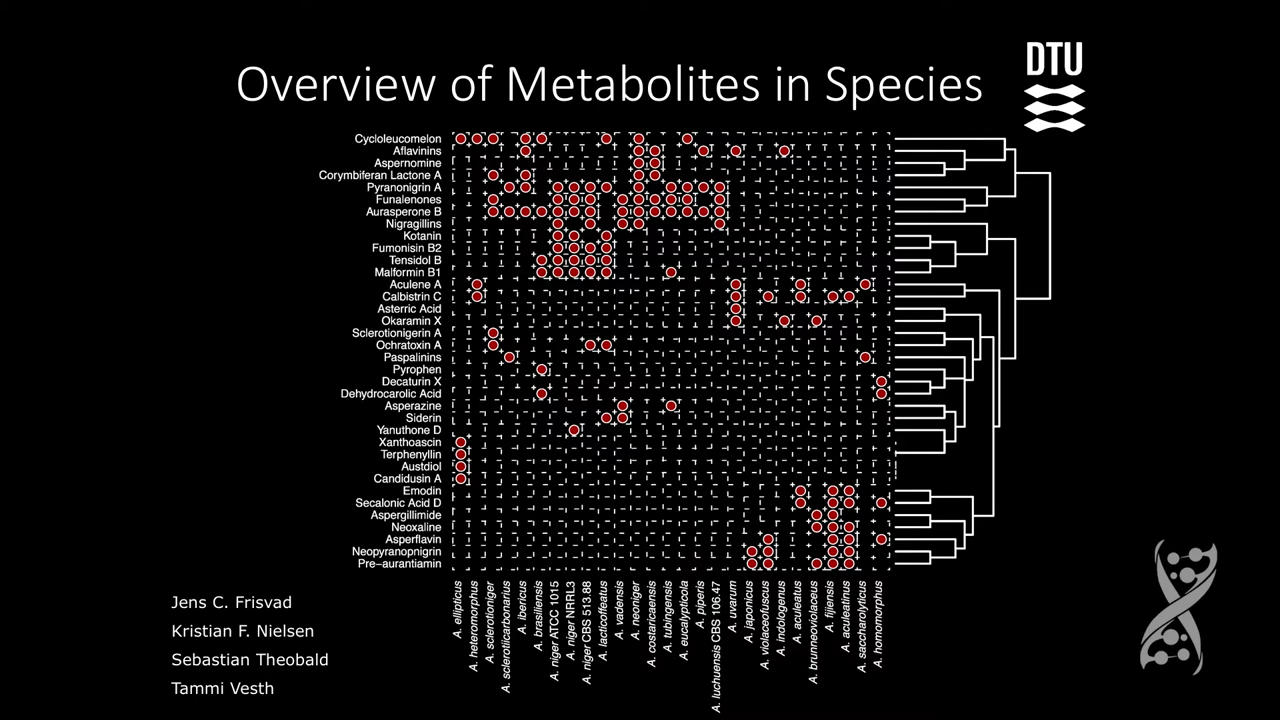 Overview of Metabolites in Species
DTU
Cycloleucomelon
Aflavinins
Aspernomine
Corymbiferan Lactone A
Pyranonigrin A
Funalenones
Aurasperone B
Nigragillins
Kotanin
Fumonisin B2
Tensidol B
Malformin B1
Aculene A
Calbistrin C
Asterric Acid
Okaramin X
Sclerotionigerin A
Ochratoxin A
Paspalinins
Pyrophen
Decaturin X
Dehydrocarolic Acid
Asperazine
Siderin
Yanuthone D
Xanthoascin
Terphenyllin
Austdiol
Candidusin A
Emodin
Secalonic Acid D
Aspergillimide
Neoxaline
Asperflavin
Neopyranopnigrin
Pre-aurantiamin
A. ellipticus
A. heteromorphus
A. sclerotioniger
A. sclerotiicarbonarius
A. ibericus
A. brasiliensis
A. niger ATCC 1015
A. niger NRRL3
A. niger CBS 513.88
A. lacticoffeatus
A. vadensis
A. neoniger
A. costaricaensis
A. tubingensis
A. eucalypticola
A. piperis
A. luchuensis CBS 106.47
A. uvarum
A. japonicus
A. violaceofuscus
A. indologenus
A. aculeatus
A. brunneoviolaceus
A. fijiensis
A. aculeatinus
A. saccharolyticus
A. homomorphus
Jens C. Frisvad
Kristian F. Nielsen
Sebastian Theobald
Tammi Vesth